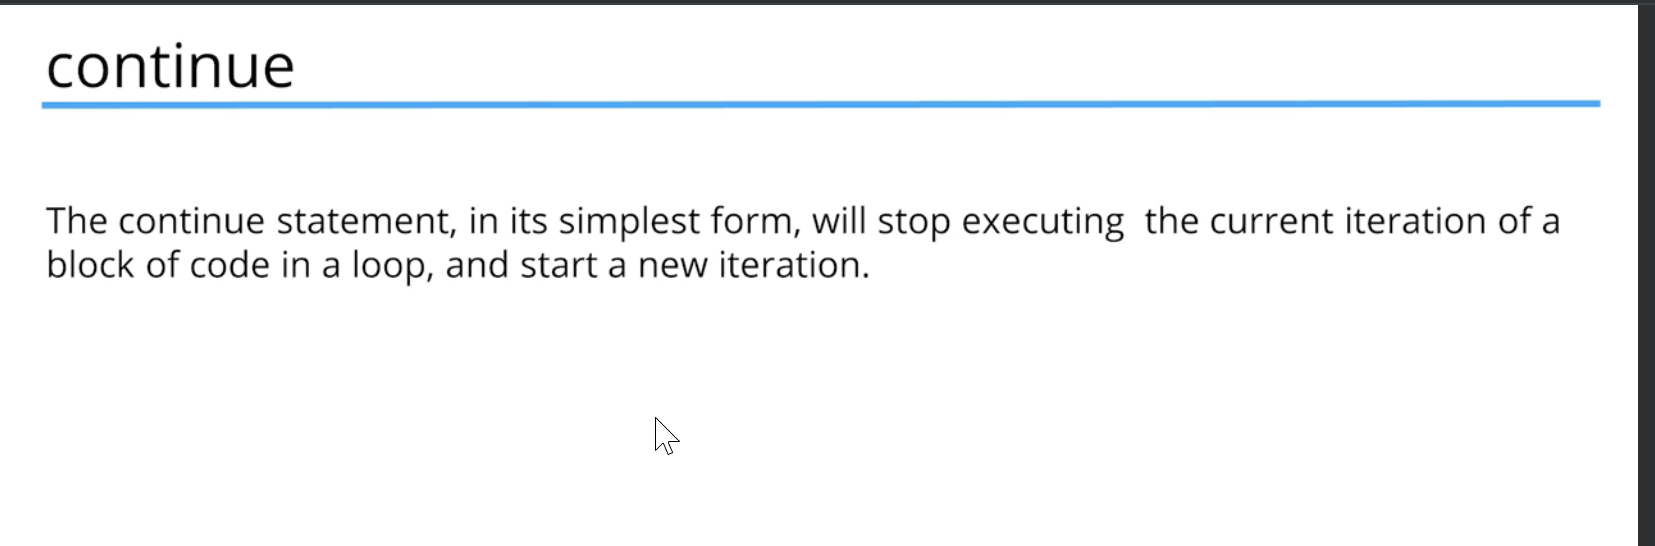 continue
The continue statement, in its simplest form, will stop executing  the current iteration of a
block of code in a loop, and start a new iteration.